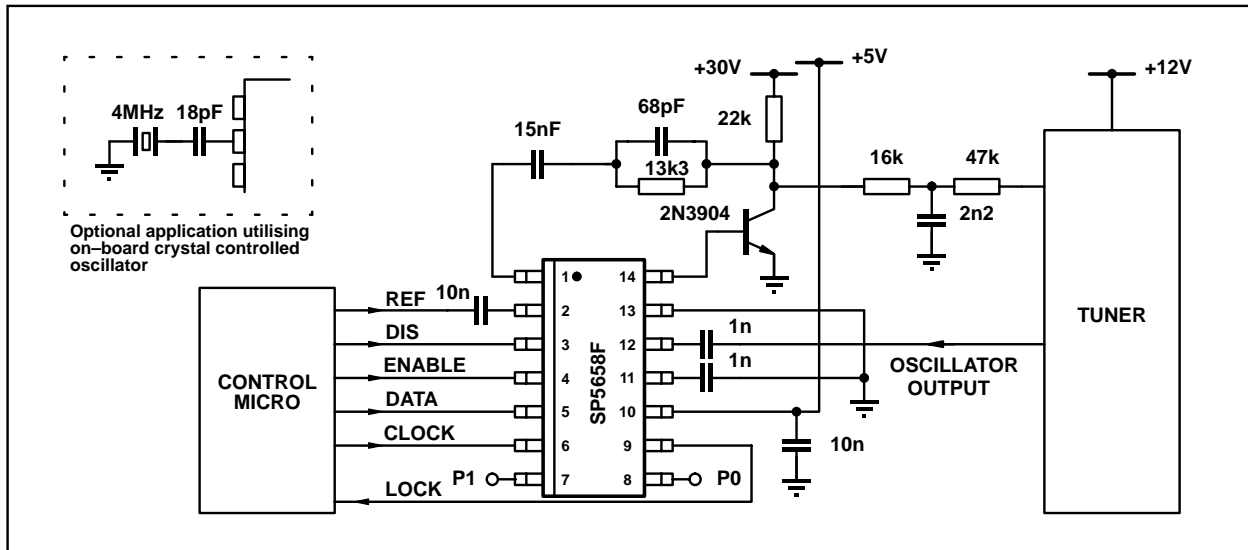 +30V
+5V
+12V
4MHz
18pF
68pF
22k
15nF
13k3
16k
47k
2N3904
2n2
Optional application utilising
on–board crystal controlled
oscillator
1
14
REF
10n
2
13
DIS
3
12
1n
ENABLE
4
11
1n
DATA
5
10
CLOCK
6
9
10n
P1
7
8
P0
LOCK
CONTROL
MICRO
SP5658F
OSCILLATOR
OUTPUT
TUNER